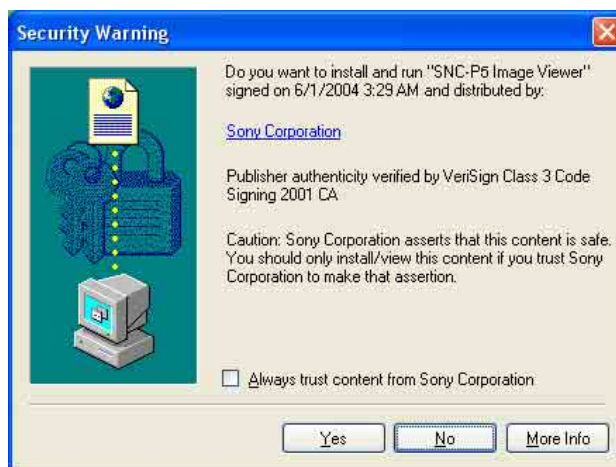 Security Warning
Do you want to install and run "SNC-P5 Image Viewer"
signed on 6/1/2004 3:29 AM and distributed by:
Sony Corporation
Publisher authenticity verified by VeriSign Class 3 Code
Signing 2001 CA
Caution: Sony Corporation asserts that this content is safe.
You should only install/view this content if you trust Sony
Corporation to make that assertion.
Always trust content from Sony Corporation
Yes No More Info